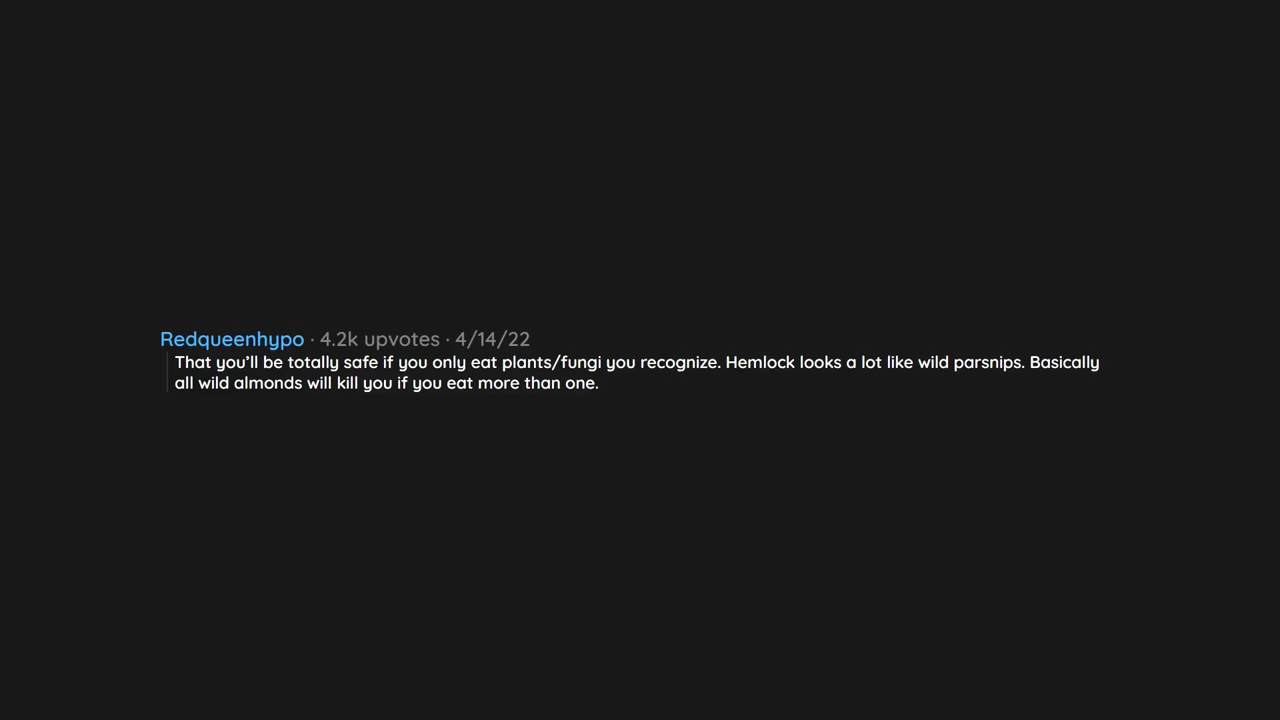 Redqueenhypo · 4.2k upvotes · 4/14/22
That you’ll be totally safe if you only eat plants/fungi you recognize. Hemlock looks a lot like wild parsnips. Basically
all wild almonds will kill you if you eat more than one.